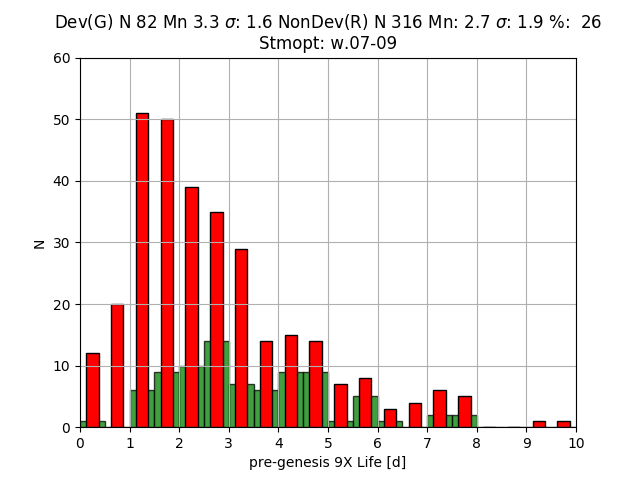 Dev(G) N 82 Mn 3.3 σ: 1.6 NonDev(R) N 316 Mn: 2.7 σ: 1.9 %:  26
Stmopt: w.07-09
60
50
40
30
20
10
0
N
0 1 2 3 4 5 6 7 8 9 10
pre-genesis 9X Life [d]